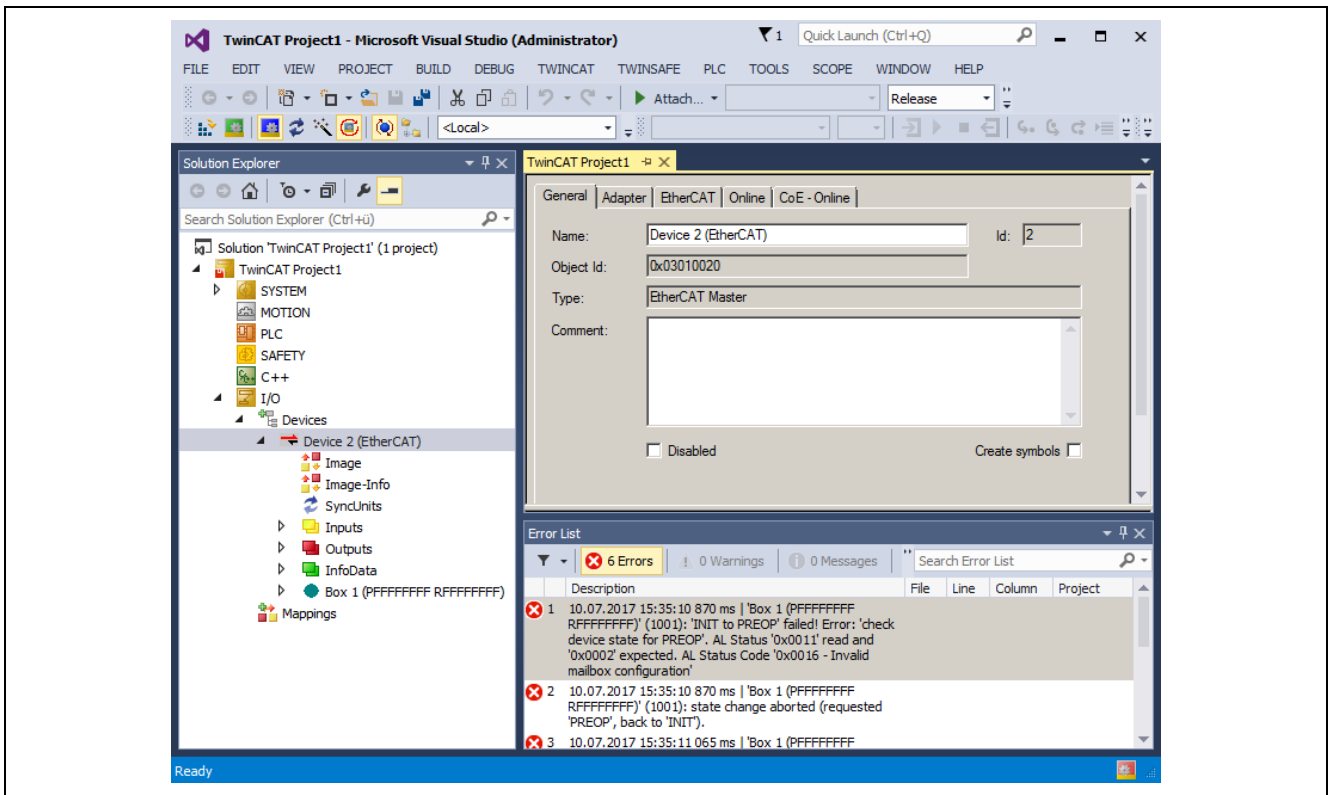 TwinCAT Project1 - Microsoft Visual Studio (Administrator)
1
Quick Launch (Ctrl+Q)
FILE EDIT VIEW PROJECT BUILD DEBUG TWINCAT TWINSAFE PLC TOOLS SCOPE WINDOW HELP
Attach...
Release
<Local>
Solution Explorer
Search Solution Explorer (Ctrl+ü)
Solution 'TwinCAT Project1' (1 project)
TwinCAT Project1
SYSTEM
MOTION
PLC
SAFETY
C++
I/O
Devices
Device 2 (EtherCAT)
Image
Image-Info
SyncUnits
Inputs
Outputs
InfoData
Box 1 (PFFFFFFFF RFFFFFFFF)
Mappings
TwinCAT Project1
General Adapter EtherCAT Online CoE - Online
Name: Device 2 (EtherCAT) Id: 2
Object Id: 0x03010020
Type: EtherCAT Master
Comment:
Disabled Create symbols
Error List
6 Errors 0 Warnings 0 Messages Search Error List
Description File Line Column Project
1 10.07.2017 15:35:10 870 ms | 'Box 1 (PFFFFFFFF
RFFFFFFFF)' (1001): 'INIT to PREOP' failed! Error: 'check
device state for PREOP'. AL Status '0x0011' read and
'0x0002' expected. AL Status Code '0x0016 - Invalid
mailbox configuration'
2 10.07.2017 15:35:10 870 ms | 'Box 1 (PFFFFFFFF
RFFFFFFFF)' (1001): state change aborted (requested
'PREOP', back to 'INIT').
3 10.07.2017 15:35:11 065 ms | 'Box 1 (PFFFFFFFF
Ready